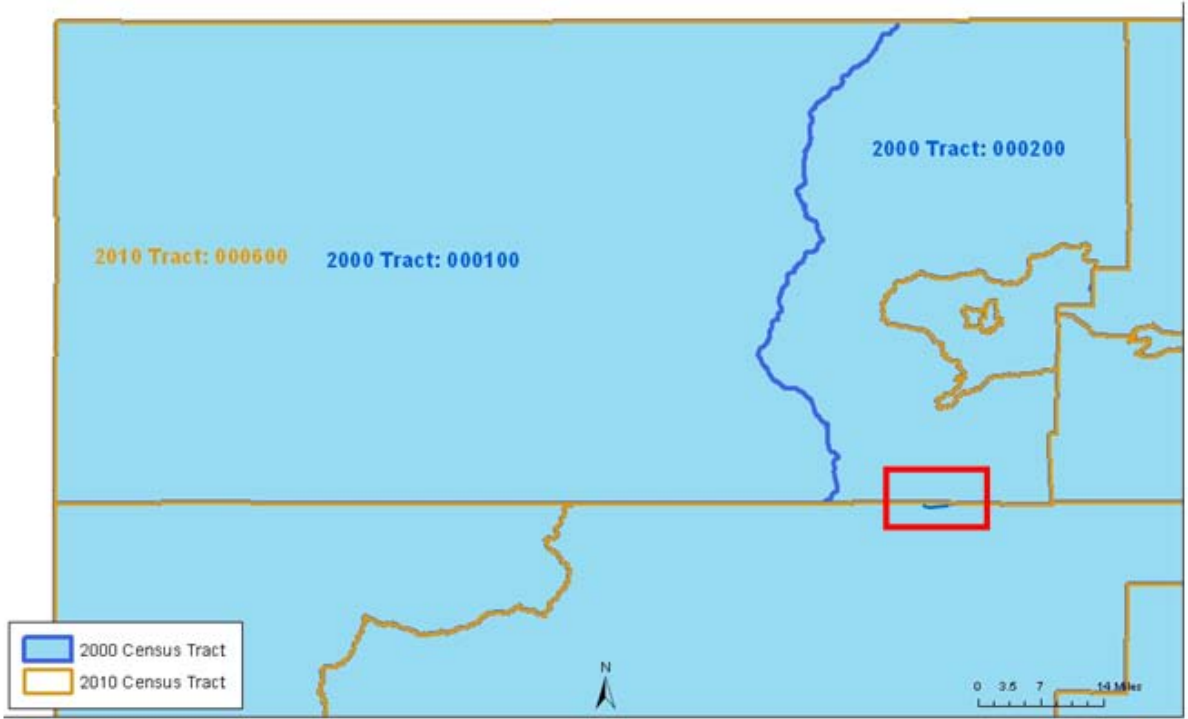 2000 Tract: 000200
2010 Tract: 000600 2000 Tract: 000100
2000 Census Tract
2010 Census Tract
N
0 3.5 7 14 Miles